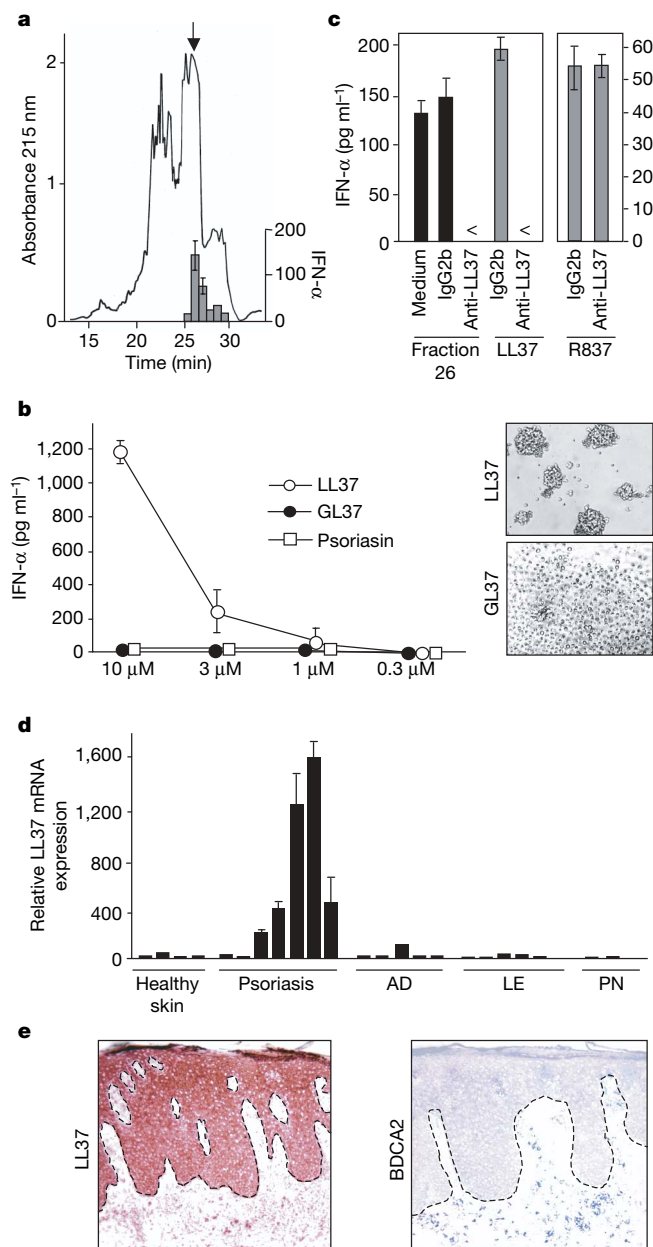 a
2
1
0
Absorbance 215 nm
200
100
0
IFN-α
15 20 25 30
Time (min)
c
200
150
100
50
0
IFN-α (pg ml⁻¹)
60
50
40
30
20
10
0
< <
Medium
IgG2b
Anti-LL37
IgG2b
Anti-LL37
IgG2b
Anti-LL37
Fraction
26
LL37
R837
b
1,200
1,000
800
600
400
200
0
IFN-α (pg ml⁻¹)
LL37
GL37
Psoriasin
10 µM 3 µM 1 µM 0.3 µM
LL37
GL37
d
1,600
1,200
800
400
0
Relative LL37 mRNA
expression
Healthy
skin
Psoriasis
AD
LE
PN
e
LL37
BDCA2